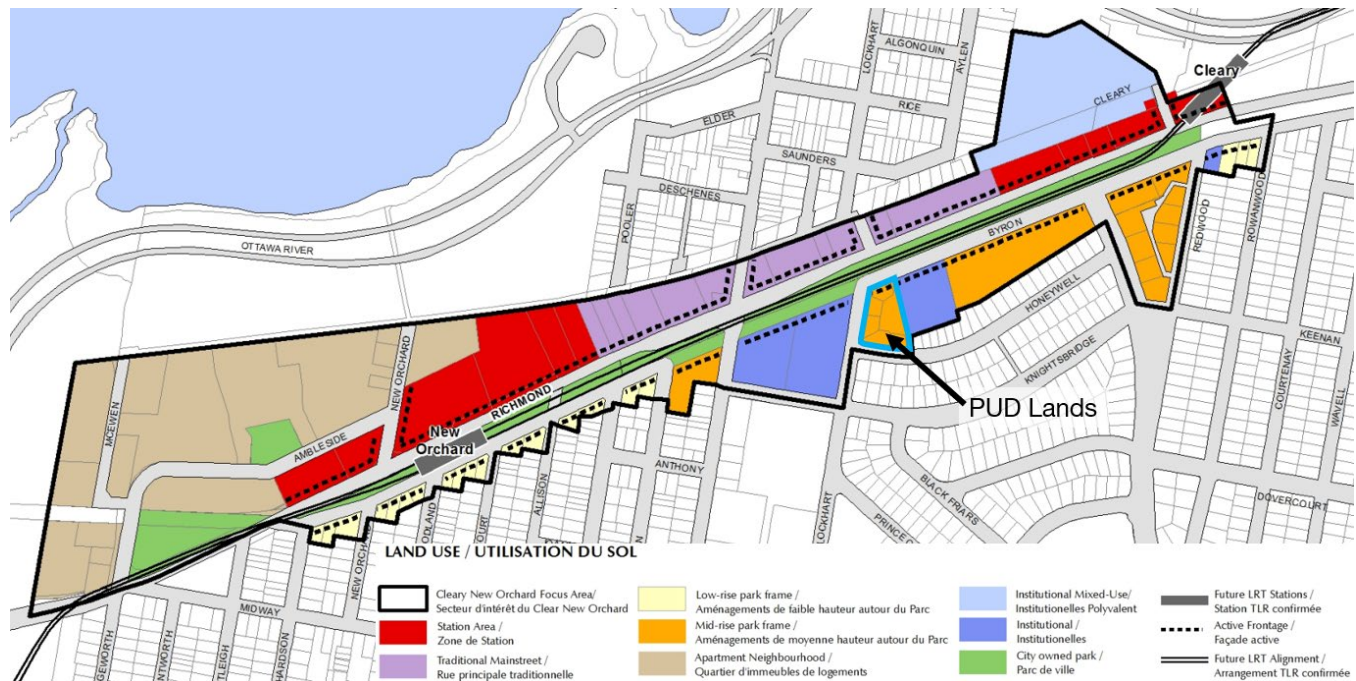 LOCKHART
ALGONQUIN
AYLEN
RICE
CLEARY
Cleary
ELDER
SAUNDERS
DESCHENES
POOLER
OTTAWA RIVER
BYRON
REDWOOD
ROWANWOOD
HONEYWELL
KEENAN
KNIGHTSBRIDGE
COURTENAY
WAVELL
NEW ORCHARD
RICHMOND
New
Orchard
MCEWEN
AMBLESIDE
PUD Lands
ANTHONY
ALLISON
BLACK FRIARS
DOVERCOURT
LOCKHART
MIDWAY
LAND USE / UTILISATION DU SOL
Cleary New Orchard Focus Area/
Secteur d'intérêt du Clear New Orchard
Station Area /
Zone de Station
Traditional Mainstreet /
Rue principale traditionnelle
Low-rise park frame /
Aménagements de faible hauteur autour du Parc
Mid-rise park frame /
Aménagements de moyenne hauteur autour du Parc
Apartment Neighbourhood /
Quartier d'immeubles de logements
Institutional Mixed-Use/
Institutionelles Polyvalent
Institutional /
Institutionelles
City owned park /
Parc de ville
Future LRT Stations/
Station TLR confirmée
Active Frontage /
Façade active
Future LRT Alignment /
Arrangement TLR confirmée